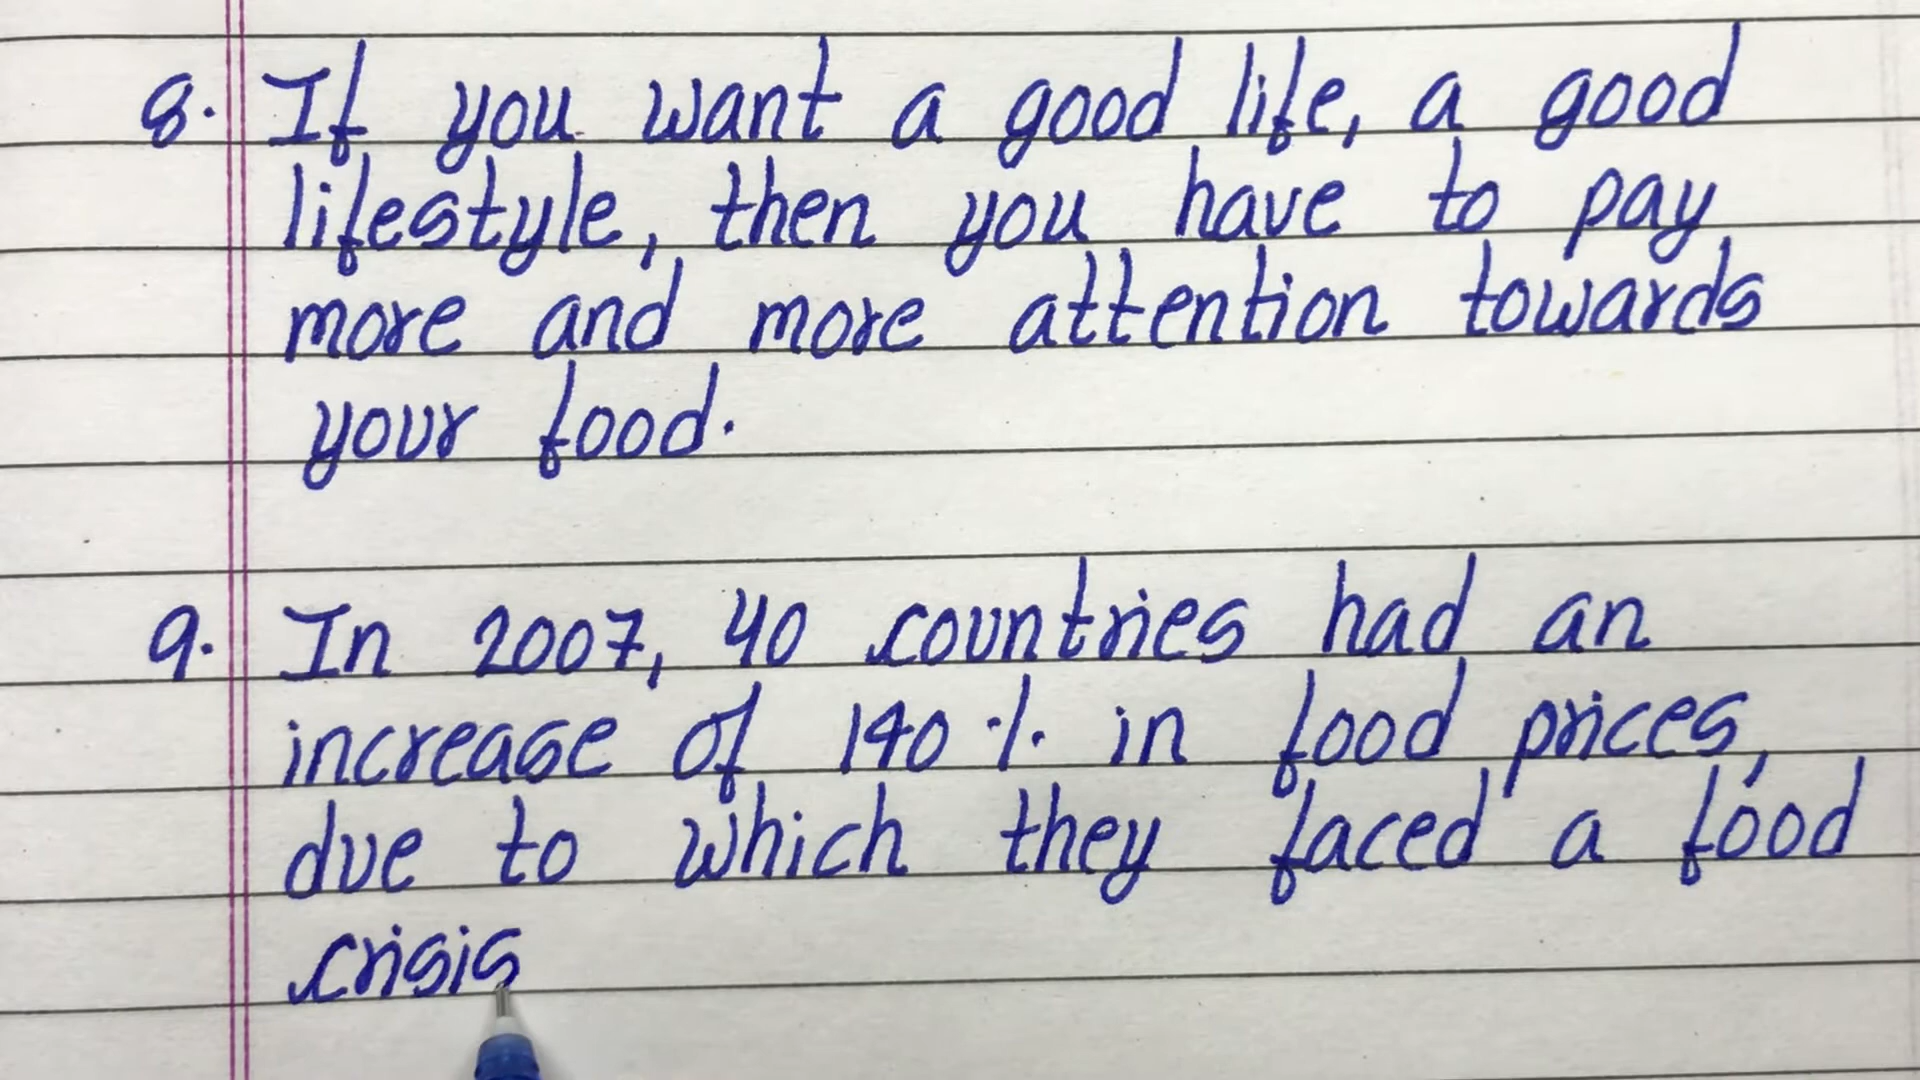 8. If you want a good life, a good
lifestyle, then you have to pay
more and more attention towards
your food.
9. In 2007, 40 countries had an
increase of 140 % in food prices,
due to which they faced a food
crisis